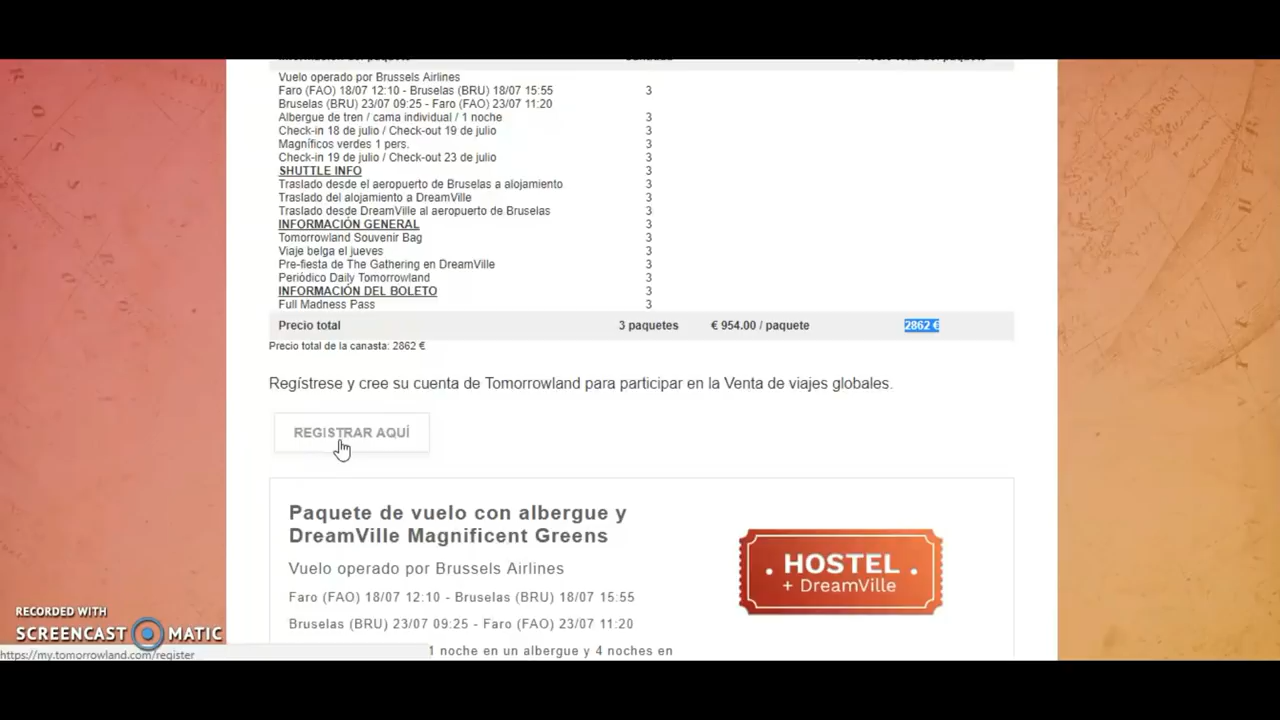 Vuelo operado por Brussels Airlines
Faro (FAO) 18/07 12:10 - Bruselas (BRU) 18/07 15:55 3
Bruselas (BRU) 23/07 09:25 - Faro (FAO) 23/07 11:20
Albergue de tren / cama individual / 1 noche 3
Check-in 18 de julio / Check-out 19 de julio 3
Magníficos verdes 1 pers. 3
Check-in 19 de julio / Check-out 23 de julio 3
SHUTTLE INFO 3
Traslado desde el aeropuerto de Bruselas a alojamiento 3
Traslado del alojamiento a DreamVille 3
Traslado desde DreamVille al aeropuerto de Bruselas 3
INFORMACIÓN GENERAL 3
Tomorrowland Souvenir Bag 3
Viaje belga el jueves 3
Pre-fiesta de The Gathering en DreamVille 3
Periódico Daily Tomorrowland 3
INFORMACIÓN DEL BOLETO 3
Full Madness Pass 3
Precio total 3 paquetes € 954.00 / paquete 2862 €
Precio total de la canasta: 2862 €
Regístrese y cree su cuenta de Tomorrowland para participar en la Venta de viajes globales.
REGISTRAR AQUÍ
Paquete de vuelo con albergue y
DreamVille Magnificent Greens
Vuelo operado por Brussels Airlines
Faro (FAO) 18/07 12:10 - Bruselas (BRU) 18/07 15:55
Bruselas (BRU) 23/07 09:25 - Faro (FAO) 23/07 11:20
1 noche en un albergue y 4 noches en
HOSTEL
+ DreamVille
RECORDED WITH
SCREENCAST MATIC
https://my.tomorrowland.com/register